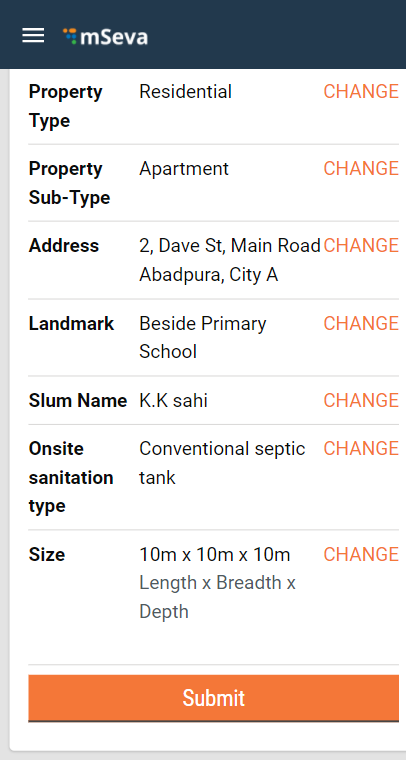 mSeva
Property Residential CHANGE
Type
Property Apartment CHANGE
Sub-Type
Address 2, Dave St, Main Road CHANGE
Abadpura, City A
Landmark Beside Primary CHANGE
School
Slum Name K.K sahi CHANGE
Onsite Conventional septic CHANGE
sanitation tank
type
Size 10m x 10m x 10m CHANGE
Length x Breadth x
Depth
Submit